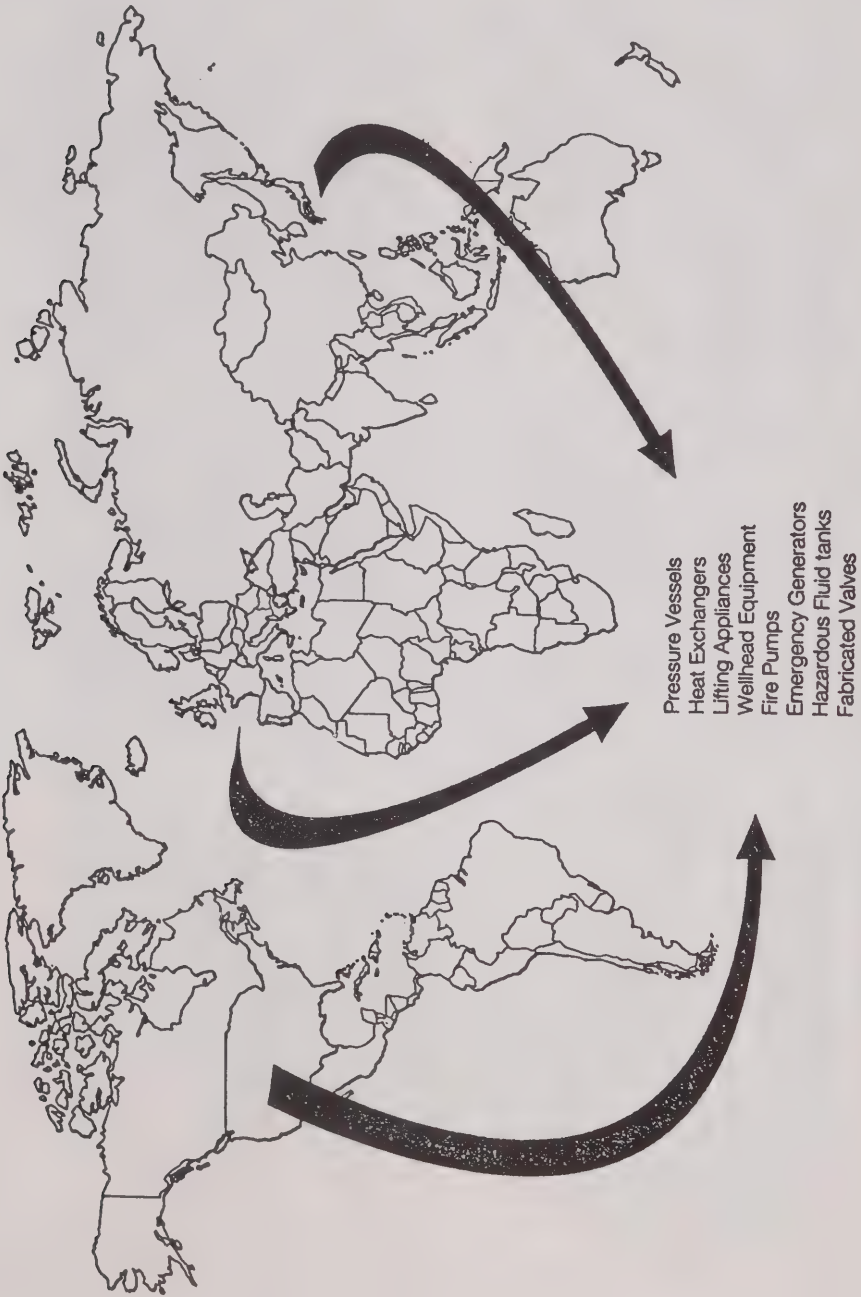 Pressure Vessels
Heat Exchangers
Lifting Appliances
Wellhead Equipment
Fire Pumps
Emergency Generators
Hazardous Fluid tanks
Fabricated Valves